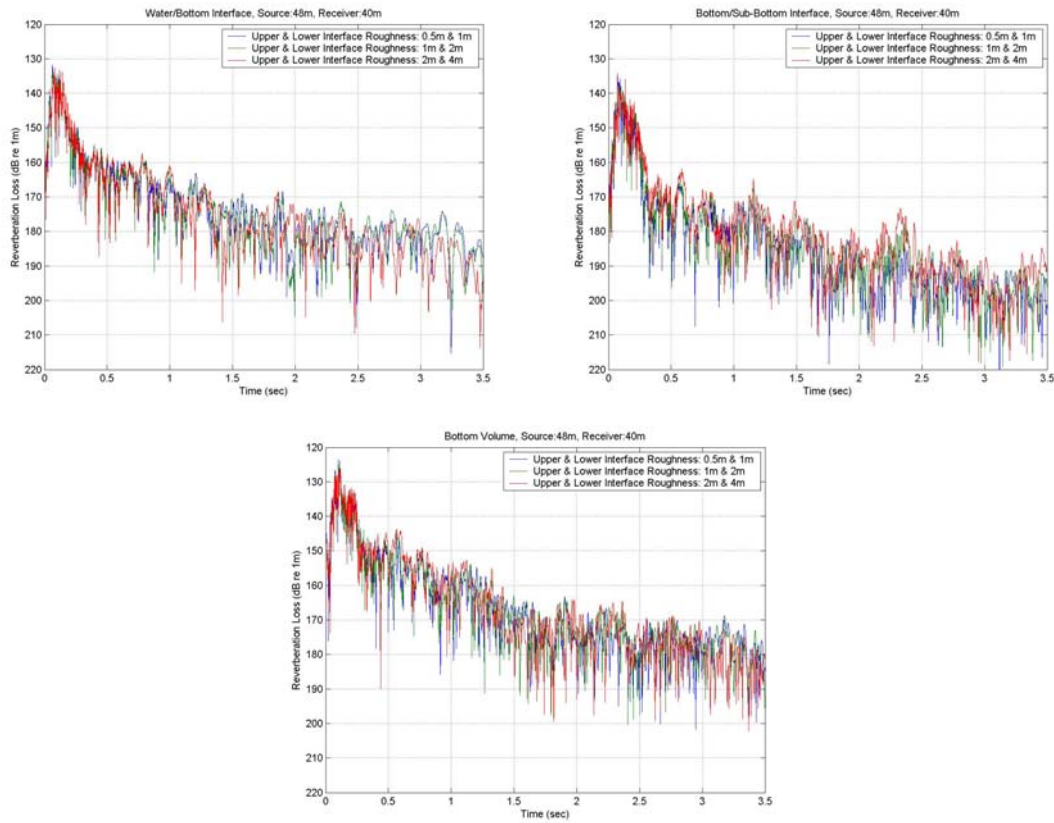 Water/Bottom Interface, Source:48m, Receiver:40m
Upper & Lower Interface Roughness: 0.5m & 1m
Upper & Lower Interface Roughness: 1m & 2m
Upper & Lower Interface Roughness: 2m & 4m
Reverberation Loss (dB re 1m)
120
130
140
150
160
170
180
190
200
210
220
0 0.5 1 1.5 2 2.5 3 3.5
Time (sec)
Bottom/Sub-Bottom Interface, Source:48m, Receiver:40m
Upper & Lower Interface Roughness: 0.5m & 1m
Upper & Lower Interface Roughness: 1m & 2m
Upper & Lower Interface Roughness: 2m & 4m
Reverberation Loss (dB re 1m)
120
130
140
150
160
170
180
190
200
210
220
0 0.5 1 1.5 2 2.5 3 3.5
Time (sec)
Bottom Volume, Source:48m, Receiver:40m
Upper & Lower Interface Roughness: 0.5m & 1m
Upper & Lower Interface Roughness: 1m & 2m
Upper & Lower Interface Roughness: 2m & 4m
Reverberation Loss (dB re 1m)
120
130
140
150
160
170
180
190
200
210
220
0 0.5 1 1.5 2 2.5 3 3.5
Time (sec)